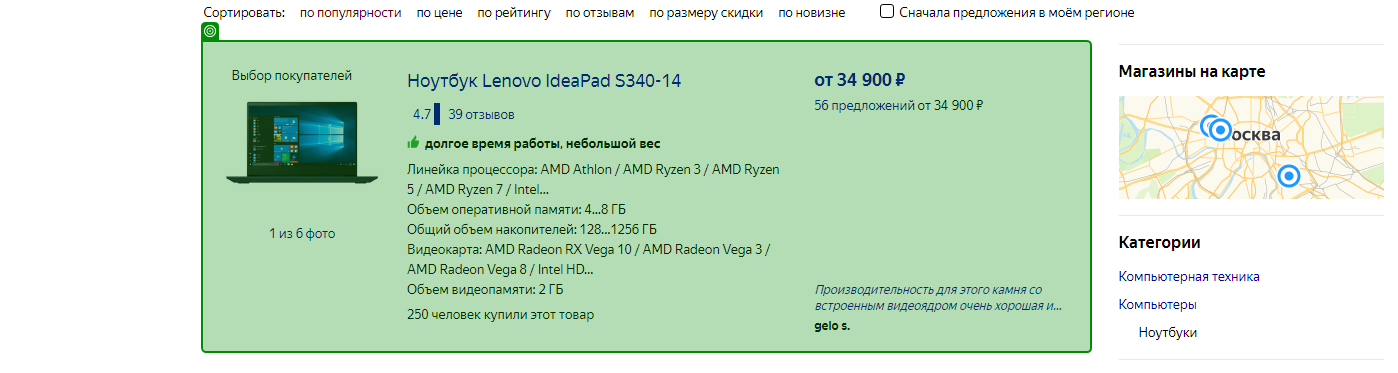 Сортировать: по популярности по цене по рейтингу по отзывам по размеру скидки по новизне Сначала предложения в моём регионе
Выбор покупателей
1 из 6 фото
Ноутбук Lenovo IdeaPad S340-14
4.7 39 отзывов
долгое время работы, небольшой вес
Линейка процессора: AMD Athlon / AMD Ryzen 3 / AMD Ryzen
5 / AMD Ryzen 7 / Intel...
Объем оперативной памяти: 4...8 ГБ
Общий объем накопителей: 128...1256 ГБ
Видеокарта: AMD Radeon RX Vega 10 / AMD Radeon Vega 3 /
AMD Radeon Vega 8 / Intel HD...
Объем видеопамяти: 2 ГБ
250 человек купили этот товар
от 34 900 ₽
56 предложений от 34 900 ₽
Производительность для этого камня со
встроенным видеоядром очень хорошая и...
gelo s.
Магазины на карте
осква
Категории
Компьютерная техника
Компьютеры
Ноутбуки